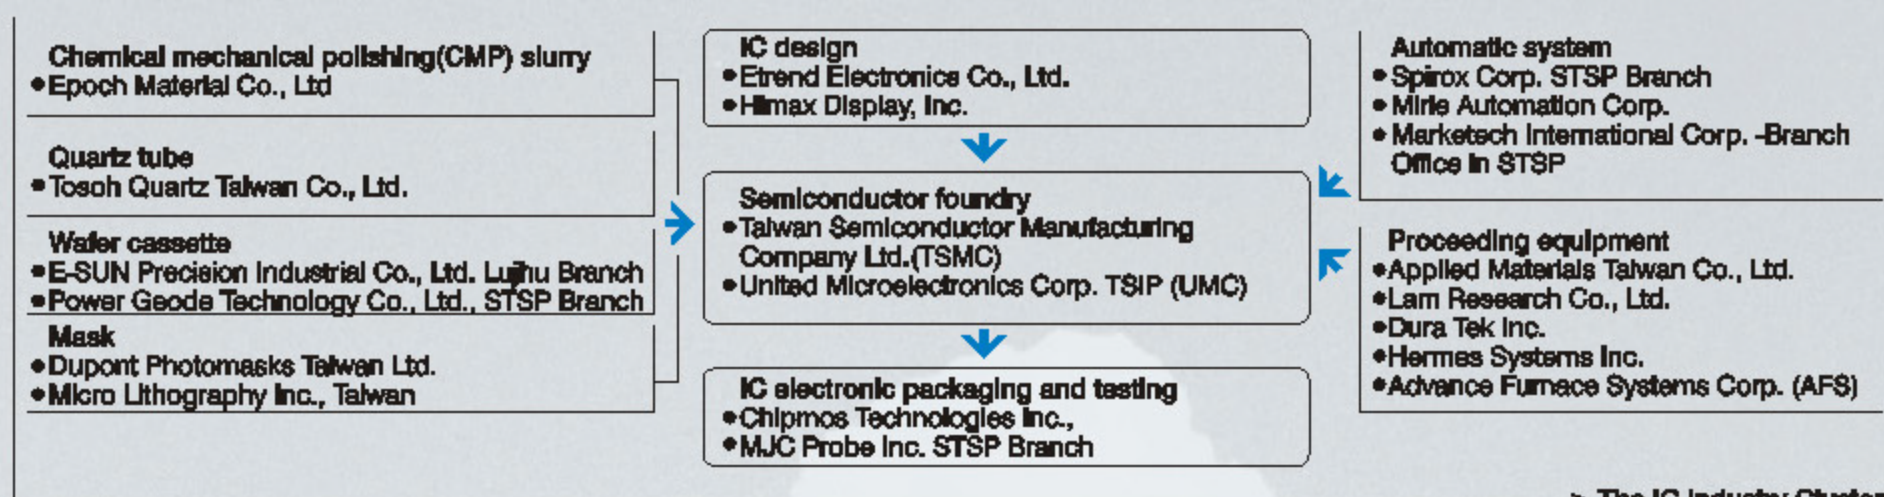 Chemical mechanical polishing(CMP) slurry
•Epoch Material Co., Ltd
Quartz tube
•Tosoh Quartz Taiwan Co., Ltd.
Wafer cassette
•E-SUN Precision Industrial Co., Ltd. Lujhu Branch
•Power Geode Technology Co., Ltd., STSP Branch
Mask
•Dupont Photomasks Taiwan Ltd.
•Micro Lithography Inc., Taiwan
IC design
•Etrend Electronics Co., Ltd.
•Himax Display, Inc.
Semiconductor foundry
•Taiwan Semiconductor Manufacturing
Company Ltd.(TSMC)
•United Microelectronics Corp. TSIP (UMC)
IC electronic packaging and testing
•Chipmos Technologies Inc.,
•MJC Probe Inc. STSP Branch
Automatic system
•Spirox Corp. STSP Branch
•Mirle Automation Corp.
•Marketech International Corp. -Branch
Office in STSP
Proceeding equipment
•Applied Materials Taiwan Co., Ltd.
•Lam Research Co., Ltd.
•Dura Tek Inc.
•Hermes Systems Inc.
•Advance Furnace Systems Corp. (AFS)
The IC Industry Cluster